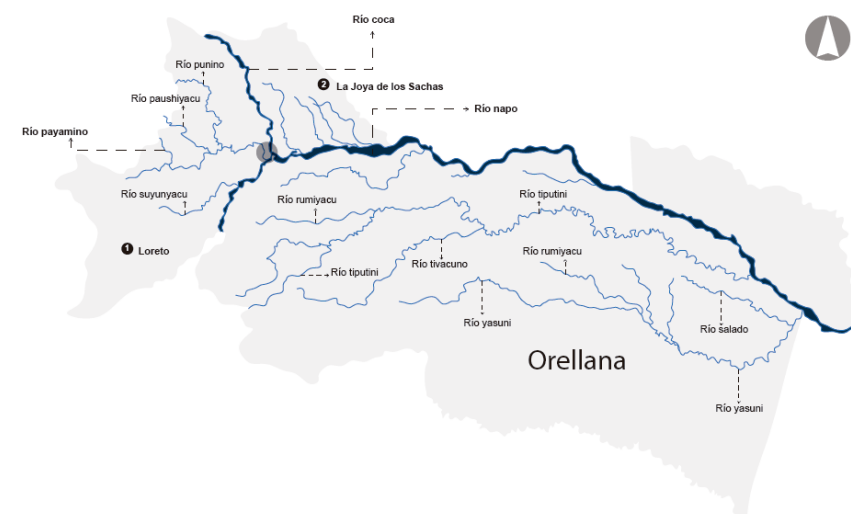 Río coca
Río punino
2 La Joya de los Sachas
Río paushiyacu
Río napo
Río payamino
Río suyunyacu
Río rumiyacu
Río tiputini
1 Loreto
Río tivacuno
Río rumiyacu
Río tiputini
Río yasuni
Río salado
Orellana
Río yasuni